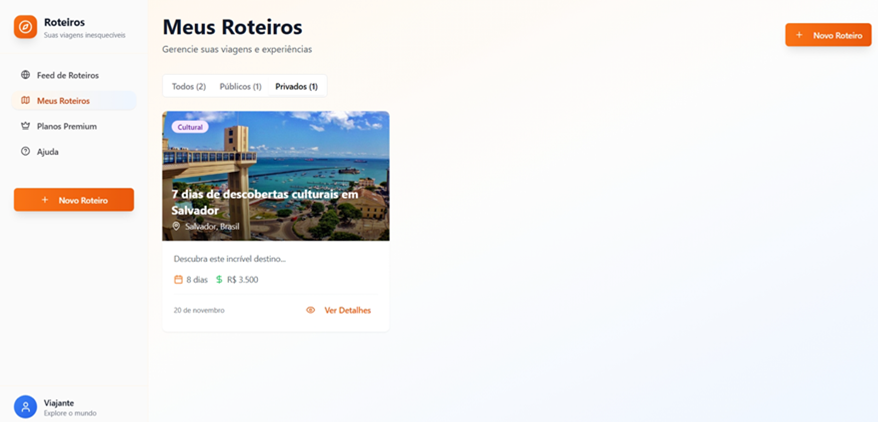 Roteiros
Suas viagens inesquecíveis
Feed de Roteiros
Meus Roteiros
Planos Premium
Ajuda
+ Novo Roteiro
Viajante
Explore o mundo
Meus Roteiros
Gerencie suas viagens e experiências
+ Novo Roteiro
Todos (2) Públicos (1) Privados (1)
Cultural
7 dias de descobertas culturais em
Salvador
Salvador, Brasil
Descubra este incrível destino...
8 dias $ R$ 3.500
20 de novembro Ver Detalhes